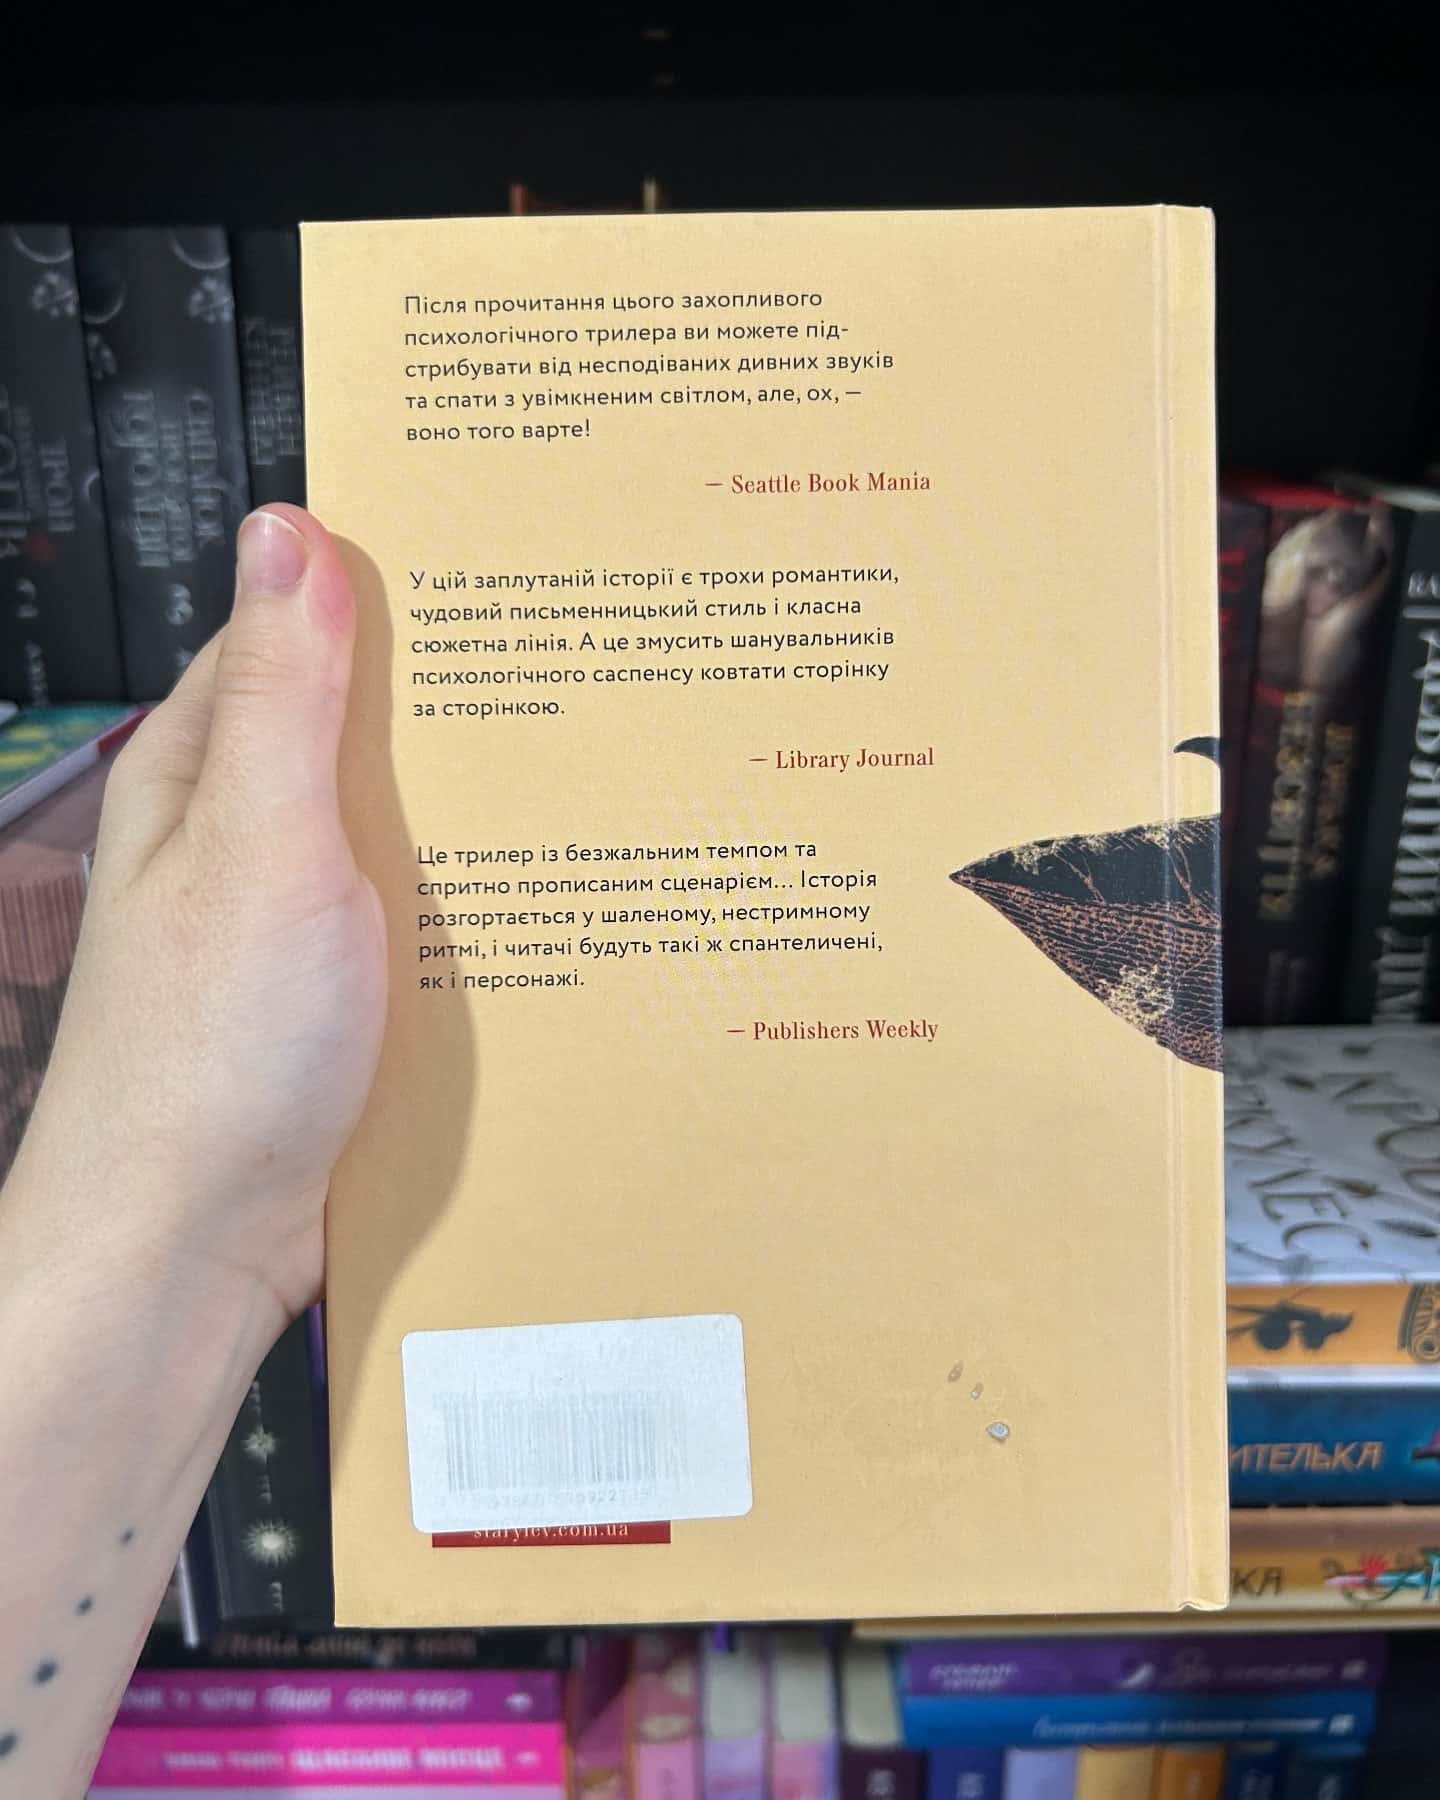 Після прочитання цього захопливого
психологічного трилера ви можете під-
стрибувати від несподіваних дивних звуків
та спати з увімкненим світлом, але, ох, —
воно того варте!
— Seattle Book Mania
У цій заплутаній історії є трохи романтики,
чудовий письменницький стиль і класна
сюжетна лінія. А це змусить шанувальників
психологічного саспенсу ковтати сторінку
за сторінкою.
— Library Journal
Це трилер із безжальним темпом та
спритно прописаним сценарієм... Історія
розгортається у шаленому, нестримному
ритмі, і читачі будуть такі ж спантеличені,
як і персонажі.
— Publishers Weekly
starylev.com.ua